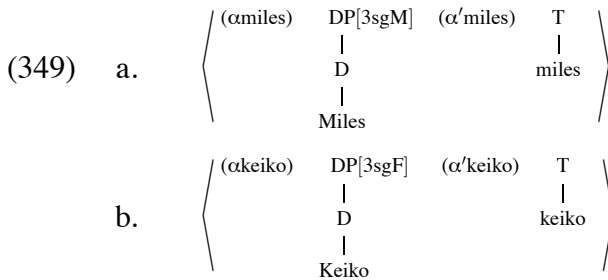 (αmiles) DP[3sgM] (α′miles) T
(349) a. D miles
Miles
(αkeiko) DP[3sgF] (α′keiko) T
b. D keiko
Keiko